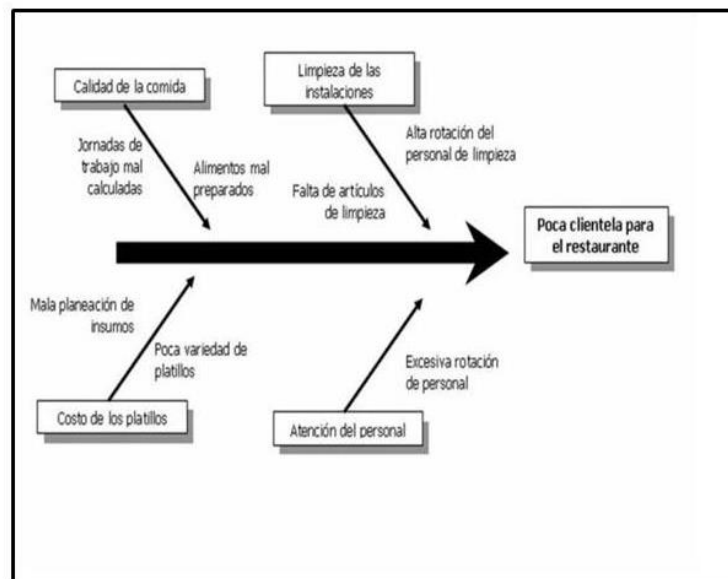 Calidad de la comida
Limpieza de las
instalaciones
Jornadas de
trabajo mal
calculadas
Alimentos mal
preparados
Alta rotación del
personal de limpieza
Falta de artículos
de limpieza
Poca clientela para
el restaurante
Mala planeación de
insumos
Poca variedad de
platillos
Costo de los platillos
Excesiva rotación
de personal
Atención del personal